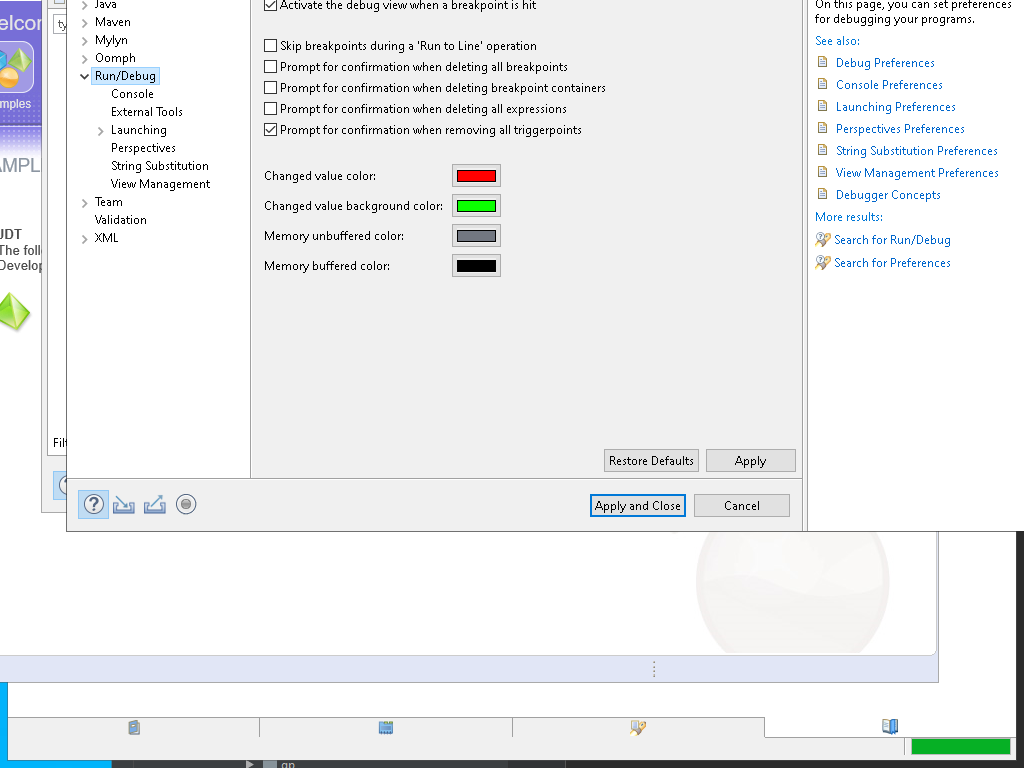 elcor
ty
mples
AMPL
JDT
The foll
Develop
Filt
Java
Maven
Mylyn
Oomph
Run/Debug
Console
External Tools
Launching
Perspectives
String Substitution
View Management
Team
Validation
XML
Activate the debug view when a breakpoint is hit
Skip breakpoints during a 'Run to Line' operation
Prompt for confirmation when deleting all breakpoints
Prompt for confirmation when deleting breakpoint containers
Prompt for confirmation when deleting all expressions
Prompt for confirmation when removing all triggerpoints
Changed value color:
Changed value background color:
Memory unbuffered color:
Memory buffered color:
Restore Defaults
Apply
Apply and Close
Cancel
On this page, you can set preferences
for debugging your programs.
See also:
Debug Preferences
Console Preferences
Launching Preferences
Perspectives Preferences
String Substitution Preferences
View Management Preferences
Debugger Concepts
More results:
Search for Run/Debug
Search for Preferences